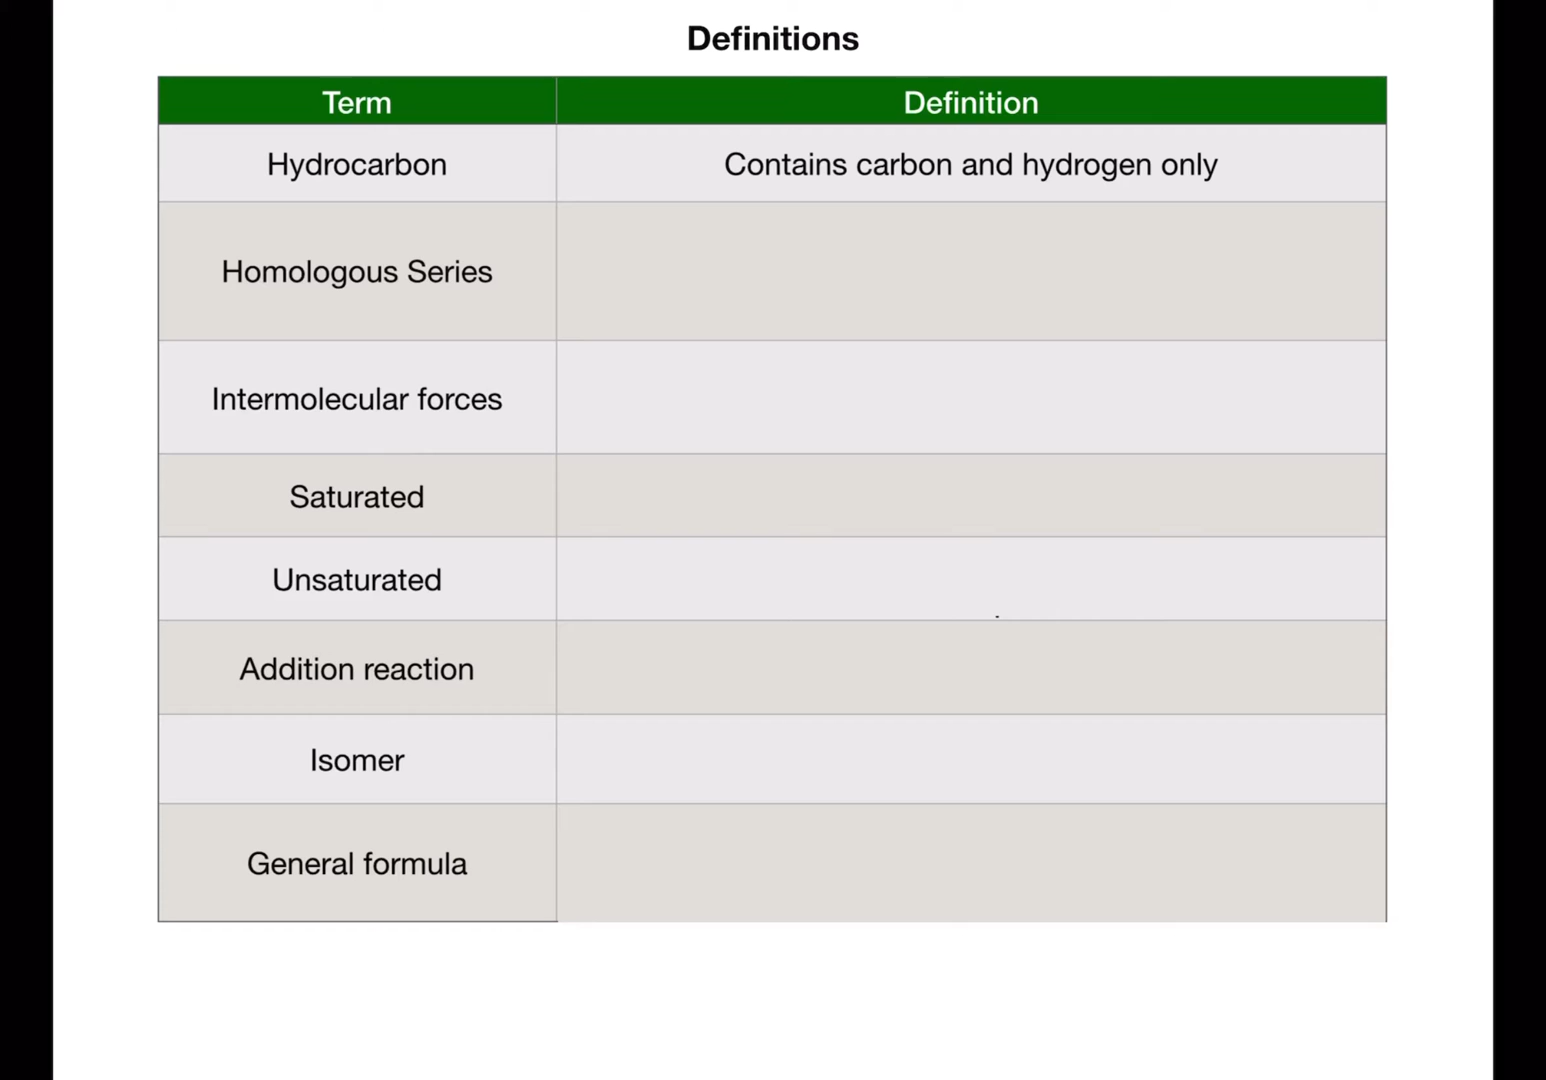 Definitions
Term Definition
Hydrocarbon Contains carbon and hydrogen only
Homologous Series
Intermolecular forces
Saturated
Unsaturated
Addition reaction
Isomer
General formula